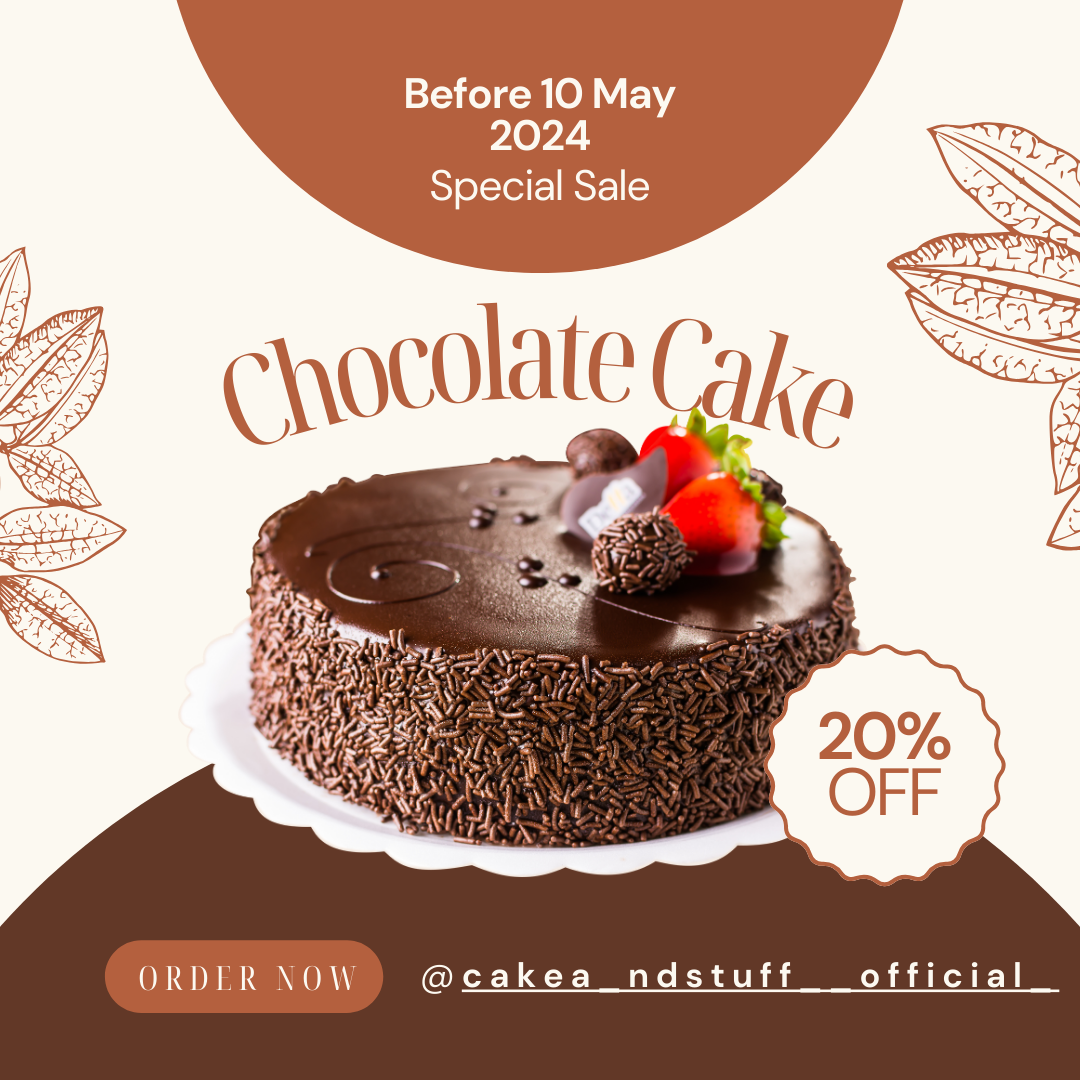 Before 10 May
2024
Special Sale
Chocolate Cake
20%
OFF
ORDER NOW
@cakea_ndstuff__official_